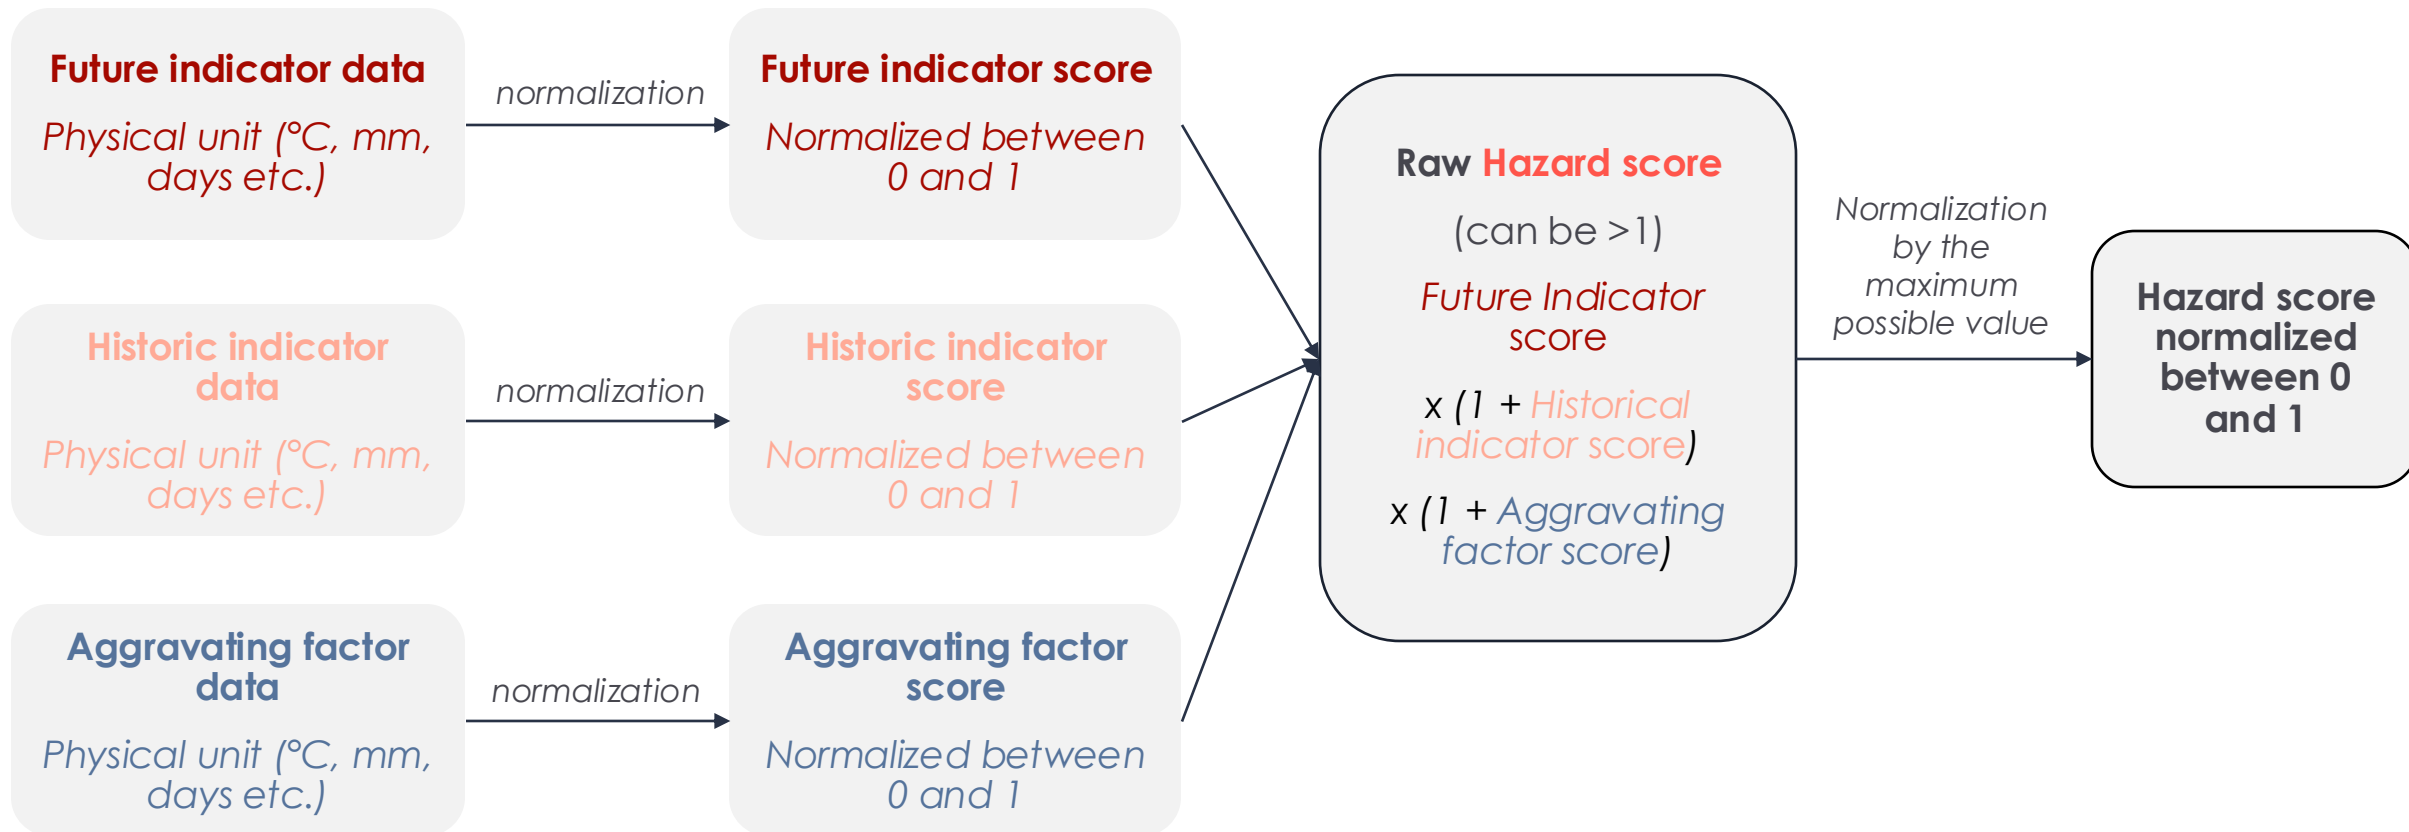 Future indicator data
Physical unit (°C, mm,
days etc.)
normalization
Future indicator score
Normalized between
0 and 1
Historic indicator
data
Physical unit (°C, mm,
days etc.)
normalization
Historic indicator
score
Normalized between
0 and 1
Aggravating factor
data
Physical unit (°C, mm,
days etc.)
normalization
Aggravating factor
score
Normalized between
0 and 1
Raw Hazard score
(can be >1)
Future Indicator
score
x (1 + Historical
indicator score)
x (1 + Aggravating
factor score)
Normalization
by the
maximum
possible value
Hazard score
normalized
between 0
and 1